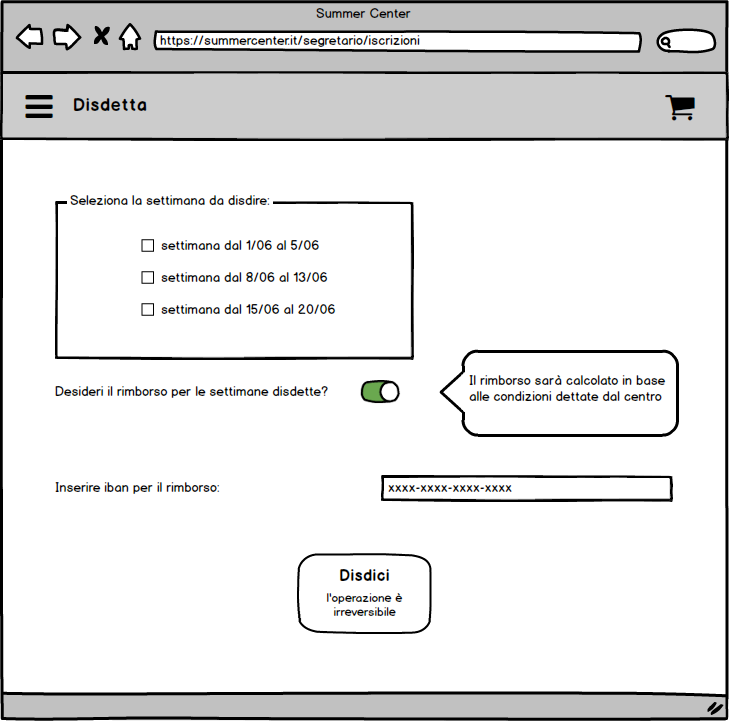 Summer Center
https://summercenter.it/segretario/iscrizioni
Disdetta
Seleziona la settimana da disdire:
settimana dal 1/06 al 5/06
settimana dal 8/06 al 13/06
settimana dal 15/06 al 20/06
Desideri il rimborso per le settimane disdette?
Il rimborso sarà calcolato in base
alle condizioni dettate dal centro
Inserire iban per il rimborso:
xxxx-xxxx-xxxx-xxxx
Disdici
l'operazione è
irreversibile